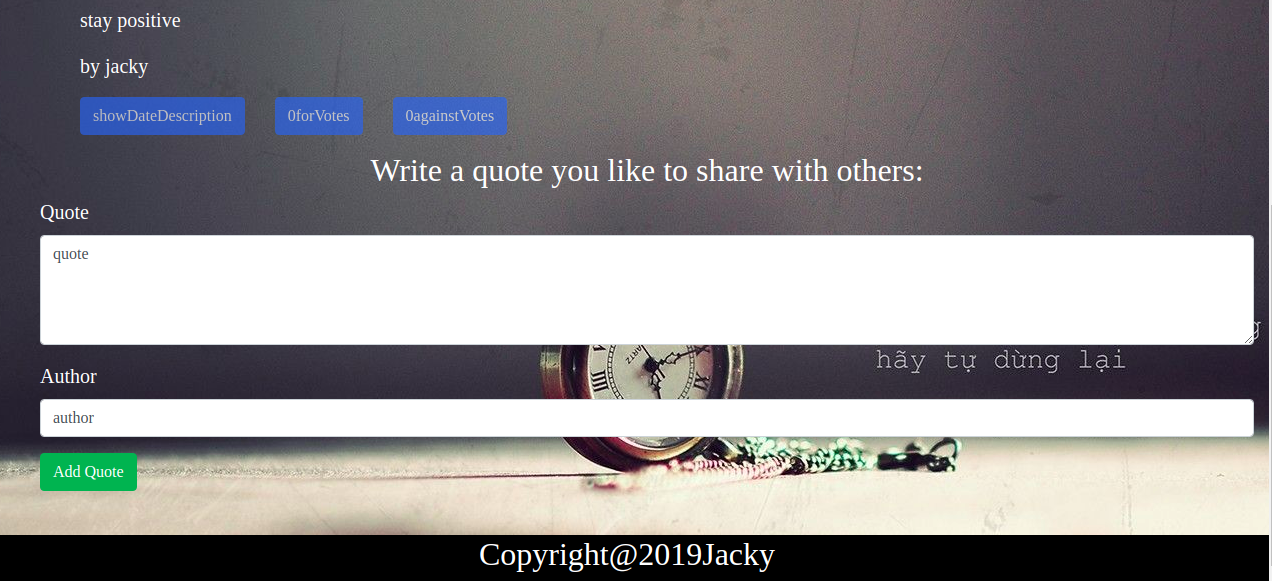 stay positive
by jacky
showDateDescription 0forVotes 0againstVotes
Write a quote you like to share with others:
Quote
quote
hãy tự dừng lại
Author
author
Add Quote
Copyright@2019Jacky